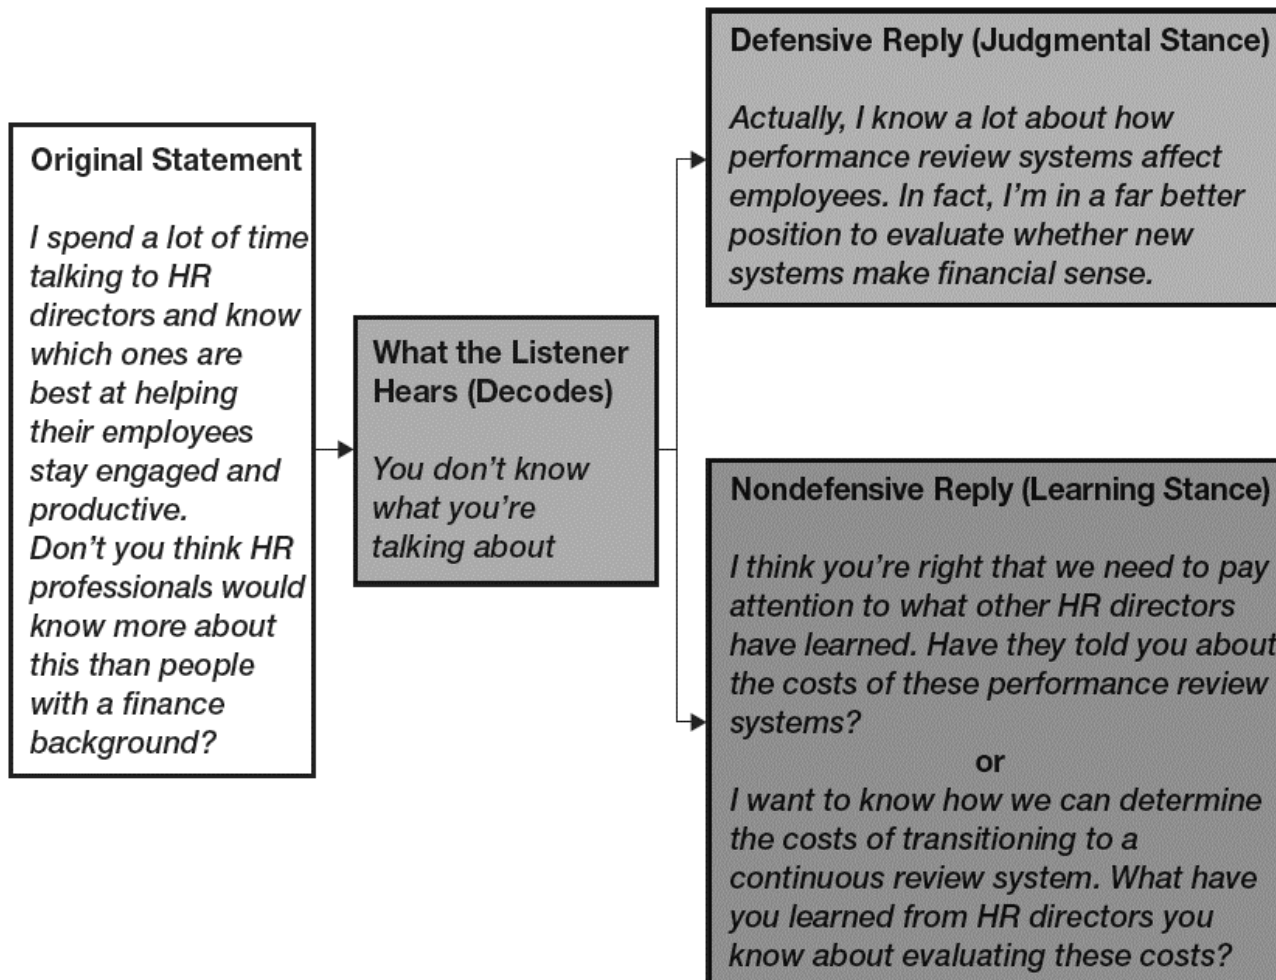 Original Statement
I spend a lot of time
talking to HR
directors and know
which ones are
best at helping
their employees
stay engaged and
productive.
Don’t you think HR
professionals would
know more about
this than people
with a finance
background?
What the Listener
Hears (Decodes)
You don’t know
what you’re
talking about
Defensive Reply (Judgmental Stance)
Actually, I know a lot about how
performance review systems affect
employees. In fact, I’m in a far better
position to evaluate whether new
systems make financial sense.
Nondefensive Reply (Learning Stance)
I think you’re right that we need to pay
attention to what other HR directors
have learned. Have they told you about
the costs of these performance review
systems?
or
I want to know how we can determine
the costs of transitioning to a
continuous review system. What have
you learned from HR directors you
know about evaluating these costs?